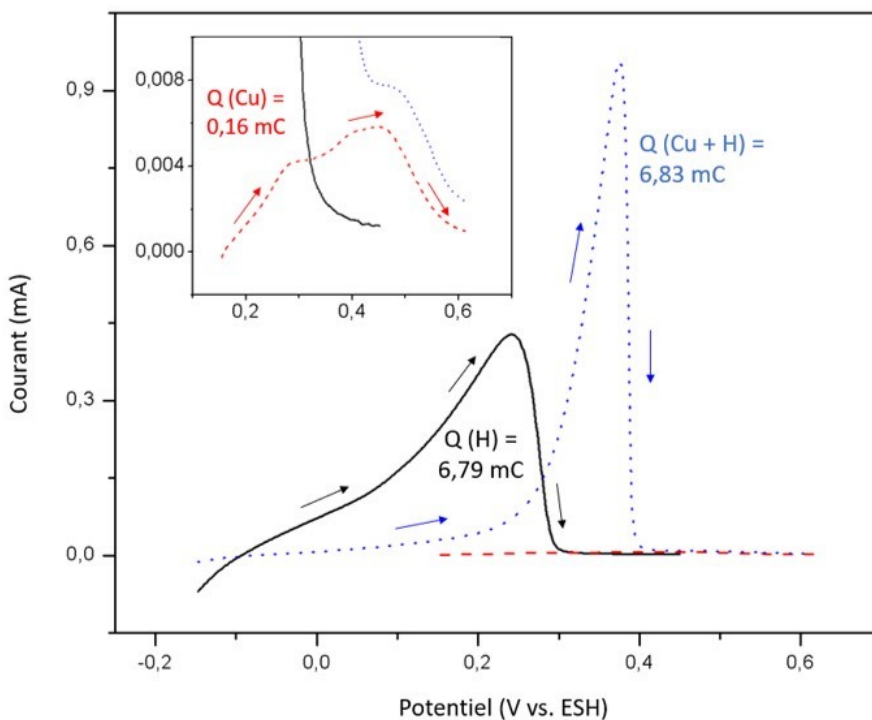 0,9
0,6
0,3
0,0
Courant (mA)
-0,2
0,0
0,2
0,4
0,6
Potentiel (V vs. ESH)
0,008
0,004
0,000
0,2
0,4
0,6
Q (Cu) =
0,16 mC
Q (Cu + H) =
6,83 mC
Q (H) =
6,79 mC